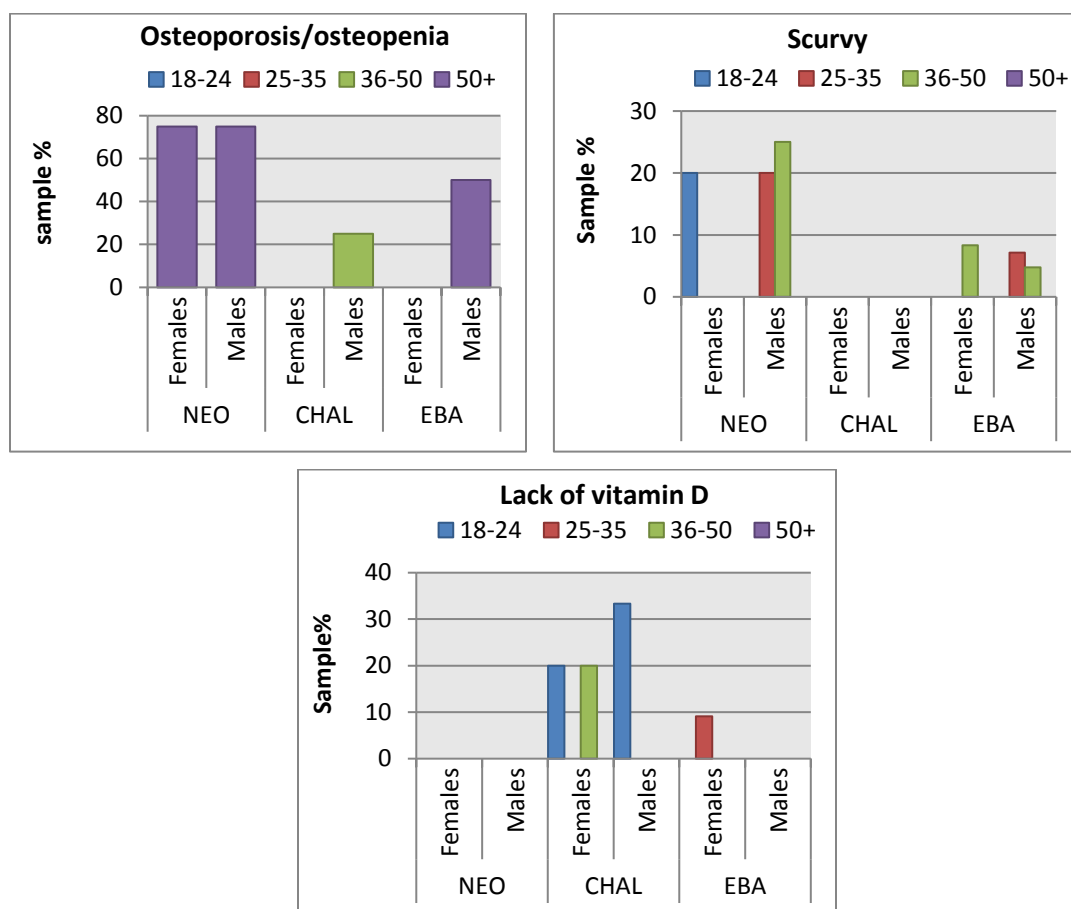 Osteoporosis/osteopenia
18-24 25-35 36-50 50+
sample %
80
60
40
20
0
Females Males Females Males Females Males
NEO CHAL EBA
Scurvy
18-24 25-35 36-50 50+
Sample %
30
20
10
0
Females Males Females Males Females Males
NEO CHAL EBA
Lack of vitamin D
18-24 25-35 36-50 50+
Sample%
40
30
20
10
0
Females Males Females Males Females Males
NEO CHAL EBA